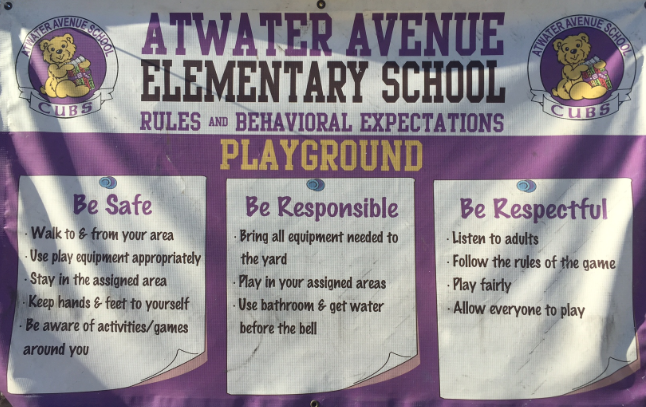 ATWATER AVENUE SCHOOL
CUBS
ATWATER AVENUE
ELEMENTARY SCHOOL
RULES AND BEHAVIORAL EXPECTATIONS
ATWATER AVENUE SCHOOL
CUBS
PLAYGROUND
Be Safe
· Walk to & from your area
· Use play equipment appropriately
· Stay in the assigned area
· Keep hands & feet to yourself
· Be aware of activities/games
around you
Be Responsible
· Bring all equipment needed to
the yard
· Play in your assigned areas
· Use bathroom & get water
before the bell
Be Respectful
· Listen to adults
· Follow the rules of the game
· Play fairly
· Allow everyone to play